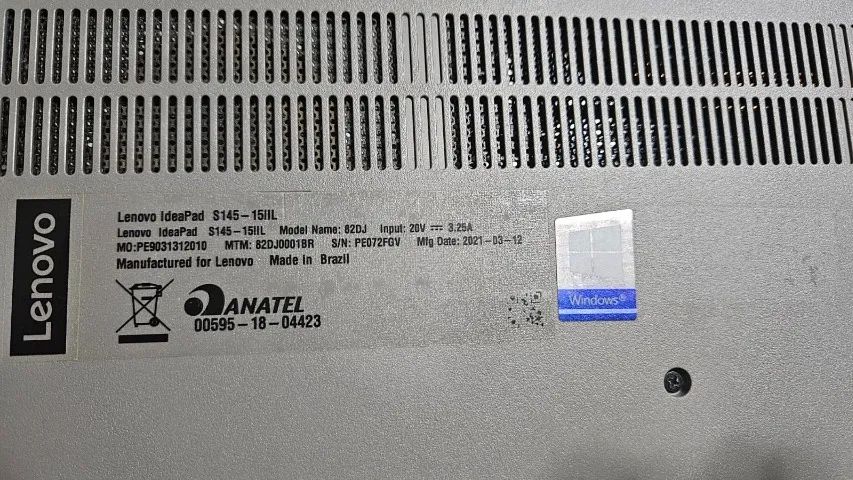 Lenovo
Lenovo IdeaPad S145-15IIL
Lenovo IdeaPad S145-15IIL Model Name: 82DJ Input: 20V ⎓ 3.25A
MO:PE9031312010 MTM: 82DJ0001BR S/N: PE072FGV Mfg Date: 2021-03-12
Manufactured for Lenovo Made in Brazil
ANATEL
00595-18-04423
Windows®